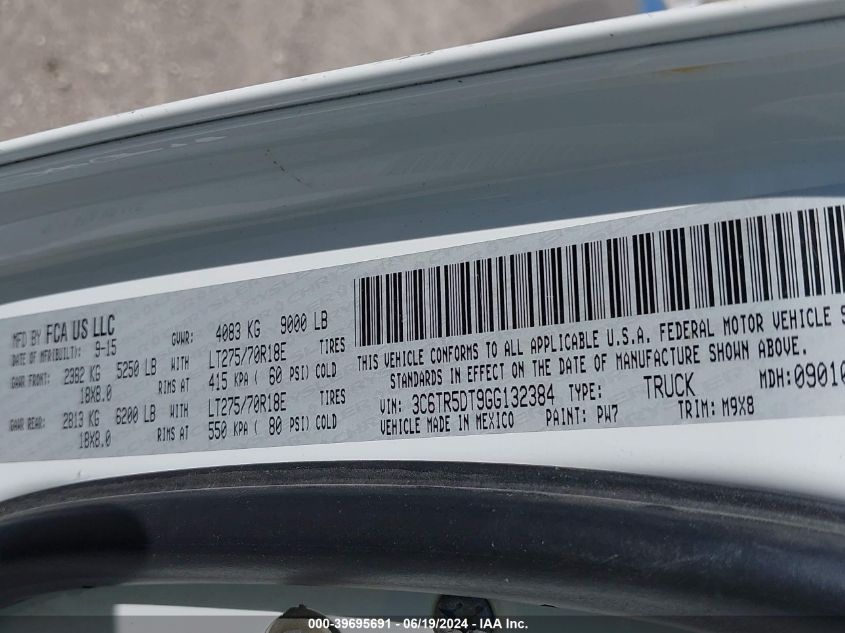 MFD BY FCA US LLC
DATE OF MFR(BUILT): 9-15
GVWR: 4083 KG 9000 LB
GAWR FRONT: 2382 KG 5250 LB WITH LT275/70R18E TIRES
18X8.0 RIMS AT 415 KPA ( 60 PSI) COLD
GAWR REAR: 2813 KG 6200 LB WITH LT275/70R18E TIRES
18X8.0 RIMS AT 550 KPA ( 80 PSI) COLD
THIS VEHICLE CONFORMS TO ALL APPLICABLE U.S.A. FEDERAL MOTOR VEHICLE S
STANDARDS IN EFFECT ON THE DATE OF MANUFACTURE SHOWN ABOVE.
VIN: 3C6TR5DT9GG132384 TYPE: TRUCK MDH:09010
VEHICLE MADE IN MEXICO PAINT: PW7 TRIM: M9X8
000-39695691 - 06/19/2024 - IAA Inc.